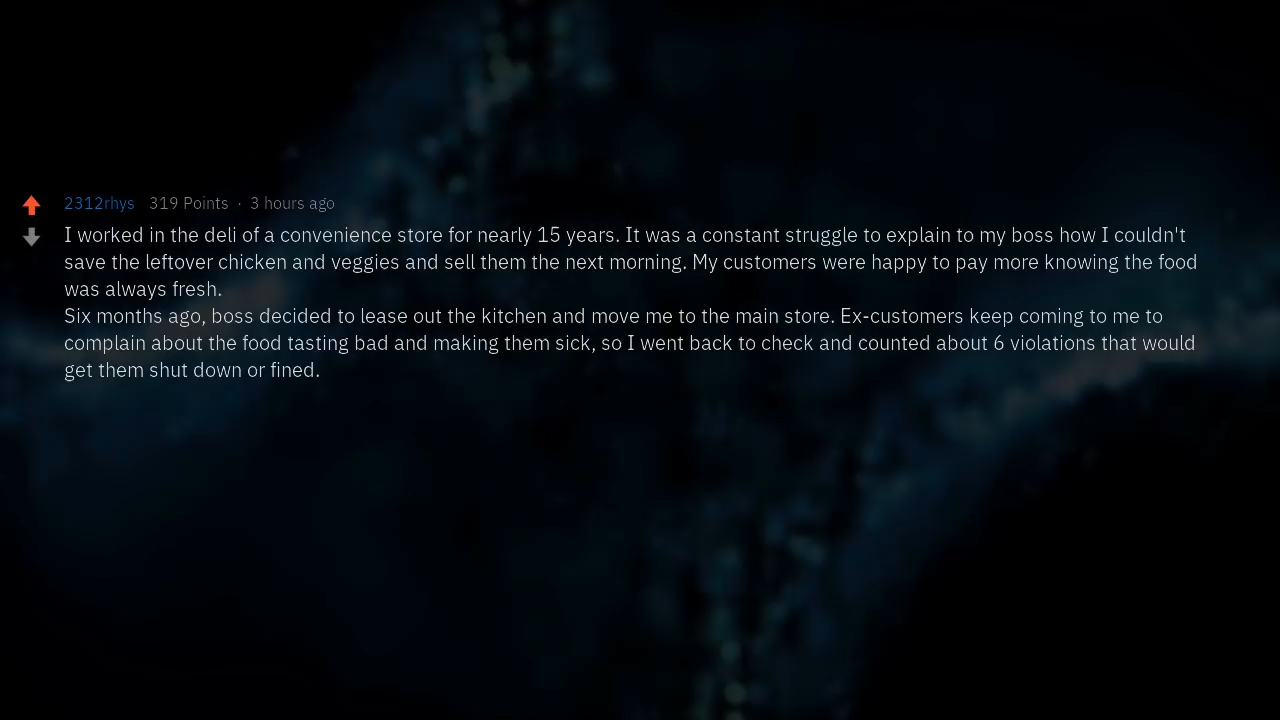 2312rhys 319 Points · 3 hours ago
I worked in the deli of a convenience store for nearly 15 years. It was a constant struggle to explain to my boss how I couldn't
save the leftover chicken and veggies and sell them the next morning. My customers were happy to pay more knowing the food
was always fresh.
Six months ago, boss decided to lease out the kitchen and move me to the main store. Ex-customers keep coming to me to
complain about the food tasting bad and making them sick, so I went back to check and counted about 6 violations that would
get them shut down or fined.